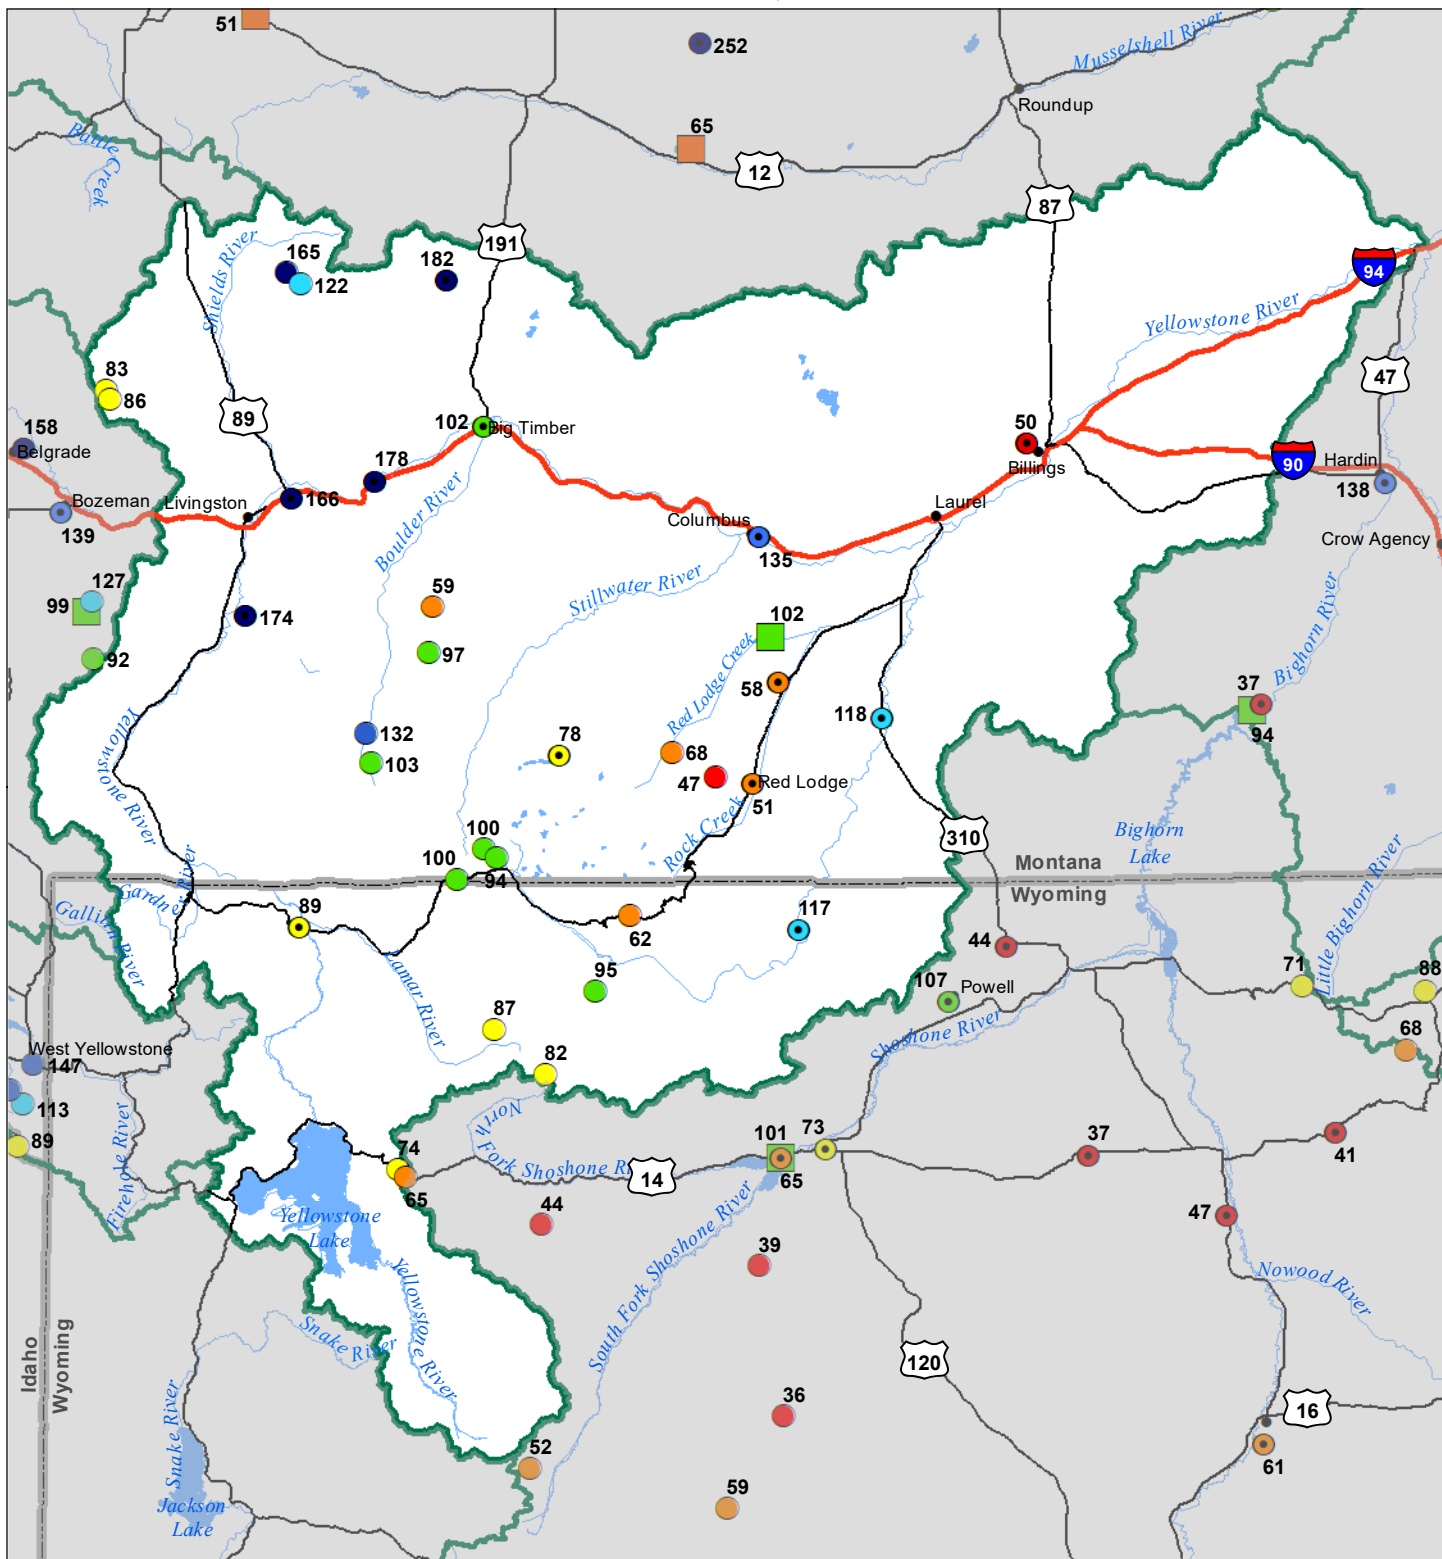 51
252
Musselshell River
Roundup
65
12
Battle Creek
87
191
Shields River
165
122
182
94
Yellowstone River
47
83
86
89
158
Belgrade
102
Big Timber
50
Billings
90
Hardin
138
178
166
Livingston
Bozeman
139
Boulder River
Columbus
135
Laurel
Crow Agency
127
99
92
174
59
97
Stillwater River
102
Red Lodge Creek
58
118
Bighorn River
37
94
Yellowstone River
132
103
78
68
47
Red Lodge
51
Rock Creek
310
Bighorn
Lake
100
100
94
Montana
Wyoming
Gardner River
Gallitin River
89
62
117
44
Little Bighorn River
71
88
68
Lamar River
95
107
Powell
Shoshone River
87
82
West Yellowstone
147
113
89
Firehole River
North Fork Shoshone R
14
101
65
73
37
41
74
65
44
Yellowstone
Lake
Yellowstone River
South Fork Shoshone River
39
47
Nowood River
Snake River
120
Idaho
Wyoming
Snake River
Jackson
Lake
36
16
61
52
59